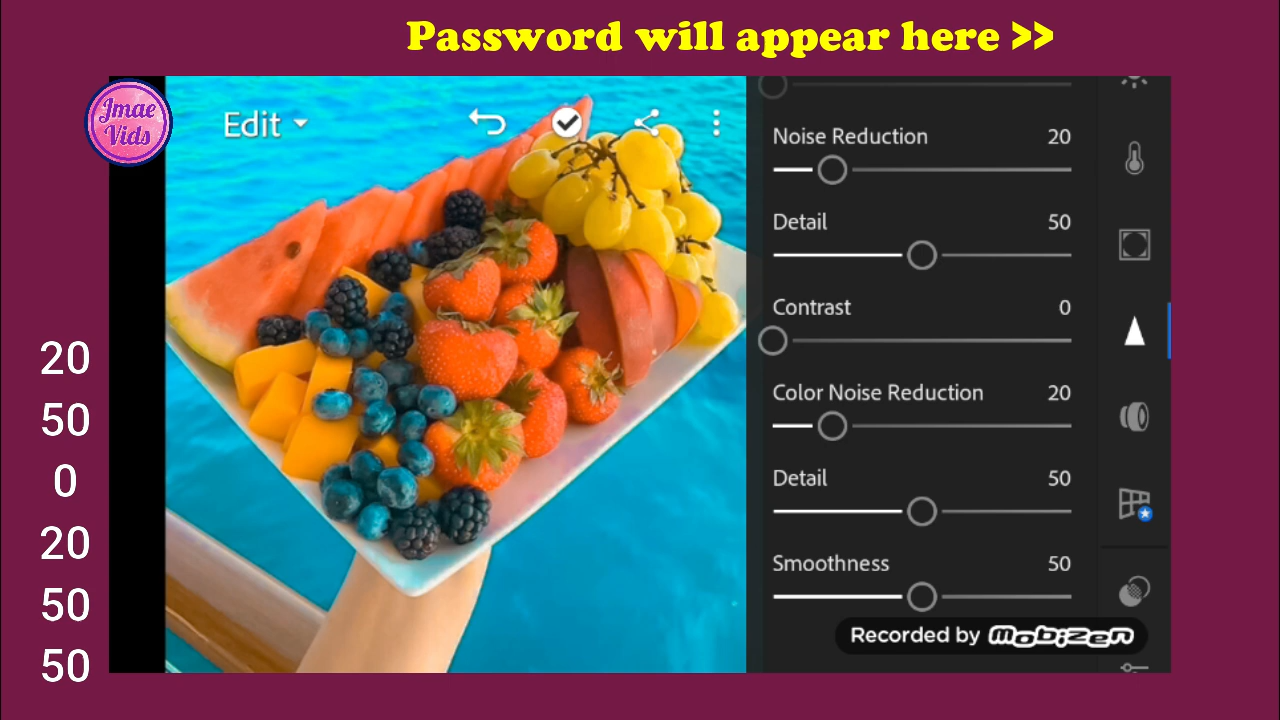 Password will appear here >>
Jmae
Vids
Edit
Noise Reduction 20
Detail 50
Contrast 0
Color Noise Reduction 20
Detail 50
Smoothness 50
Recorded by mobizen
20
50
0
20
50
50